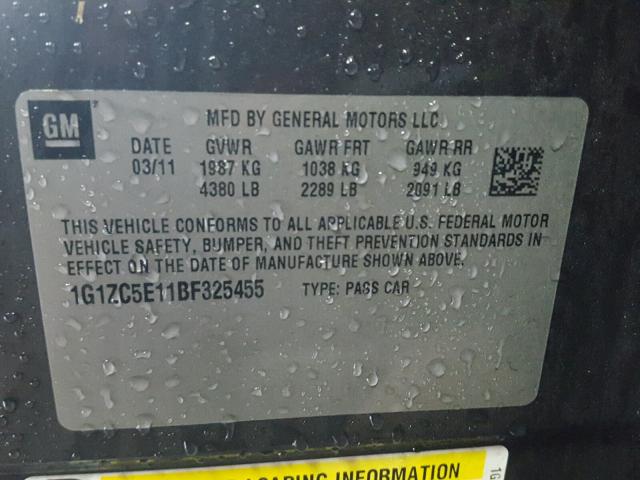 GM
MFD BY GENERAL MOTORS LLC
DATE GVWR GAWR FRT GAWR RR
03/11 1987 KG 1038 KG 949 KG
4380 LB 2289 LB 2091 LB
THIS VEHICLE CONFORMS TO ALL APPLICABLE U.S. FEDERAL MOTOR
VEHICLE SAFETY, BUMPER, AND THEFT PREVENTION STANDARDS IN
EFFECT ON THE DATE OF MANUFACTURE SHOWN ABOVE.
1G1ZC5E11BF325455 TYPE: PASS CAR
LOADING INFORMATION
1G